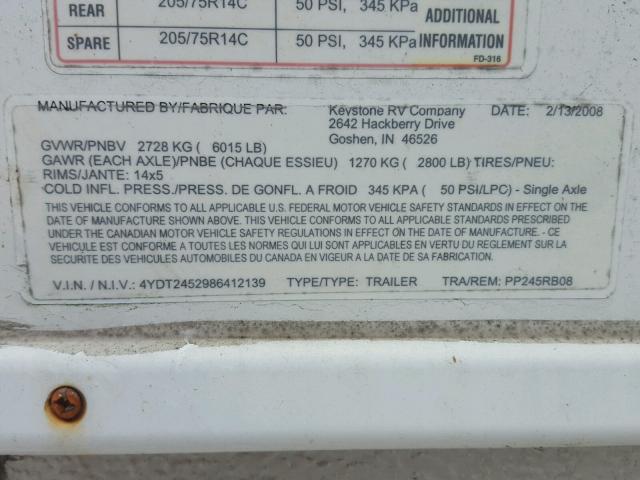 REAR 205/75R14C 50 PSI, 345 KPa ADDITIONAL
SPARE 205/75R14C 50 PSI, 345 KPa INFORMATION
FD-316
MANUFACTURED BY/FABRIQUE PAR: Keystone RV Company DATE: 2/13/2008
2642 Hackberry Drive
GVWR/PNBV 2728 KG ( 6015 LB) Goshen, IN 46526
GAWR (EACH AXLE)/PNBE (CHAQUE ESSIEU) 1270 KG ( 2800 LB) TIRES/PNEU:
RIMS/JANTE: 14x5
COLD INFL. PRESS./PRESS. DE GONFL. A FROID 345 KPA ( 50 PSI/LPC) - Single Axle
THIS VEHICLE CONFORMS TO ALL APPLICABLE U.S. FEDERAL MOTOR VEHICLE SAFETY STANDARDS IN EFFECT ON THE
DATE OF MANUFACTURE SHOWN ABOVE. THIS VEHICLE CONFORMS TO ALL APPLICABLE STANDARDS PRESCRIBED
UNDER THE CANADIAN MOTOR VEHICLE SAFETY REGULATIONS IN EFFECT ON THE DATE OF MANUFACTURE. - CE
VEHICULE EST CONFORME A TOUTES LES NORMES QUI LUI SONT APPLICABLES EN VERTU DU REGLEMENT SUR LA
SECURITE DES VEHICULES AUTOMOBILES DU CANADA EN VIGEUR A LA DATE DE SA FABRICATION.
V.I.N. / N.I.V.: 4YDT2452986412139 TYPE/TYPE: TRAILER TRA/REM: PP245RB08